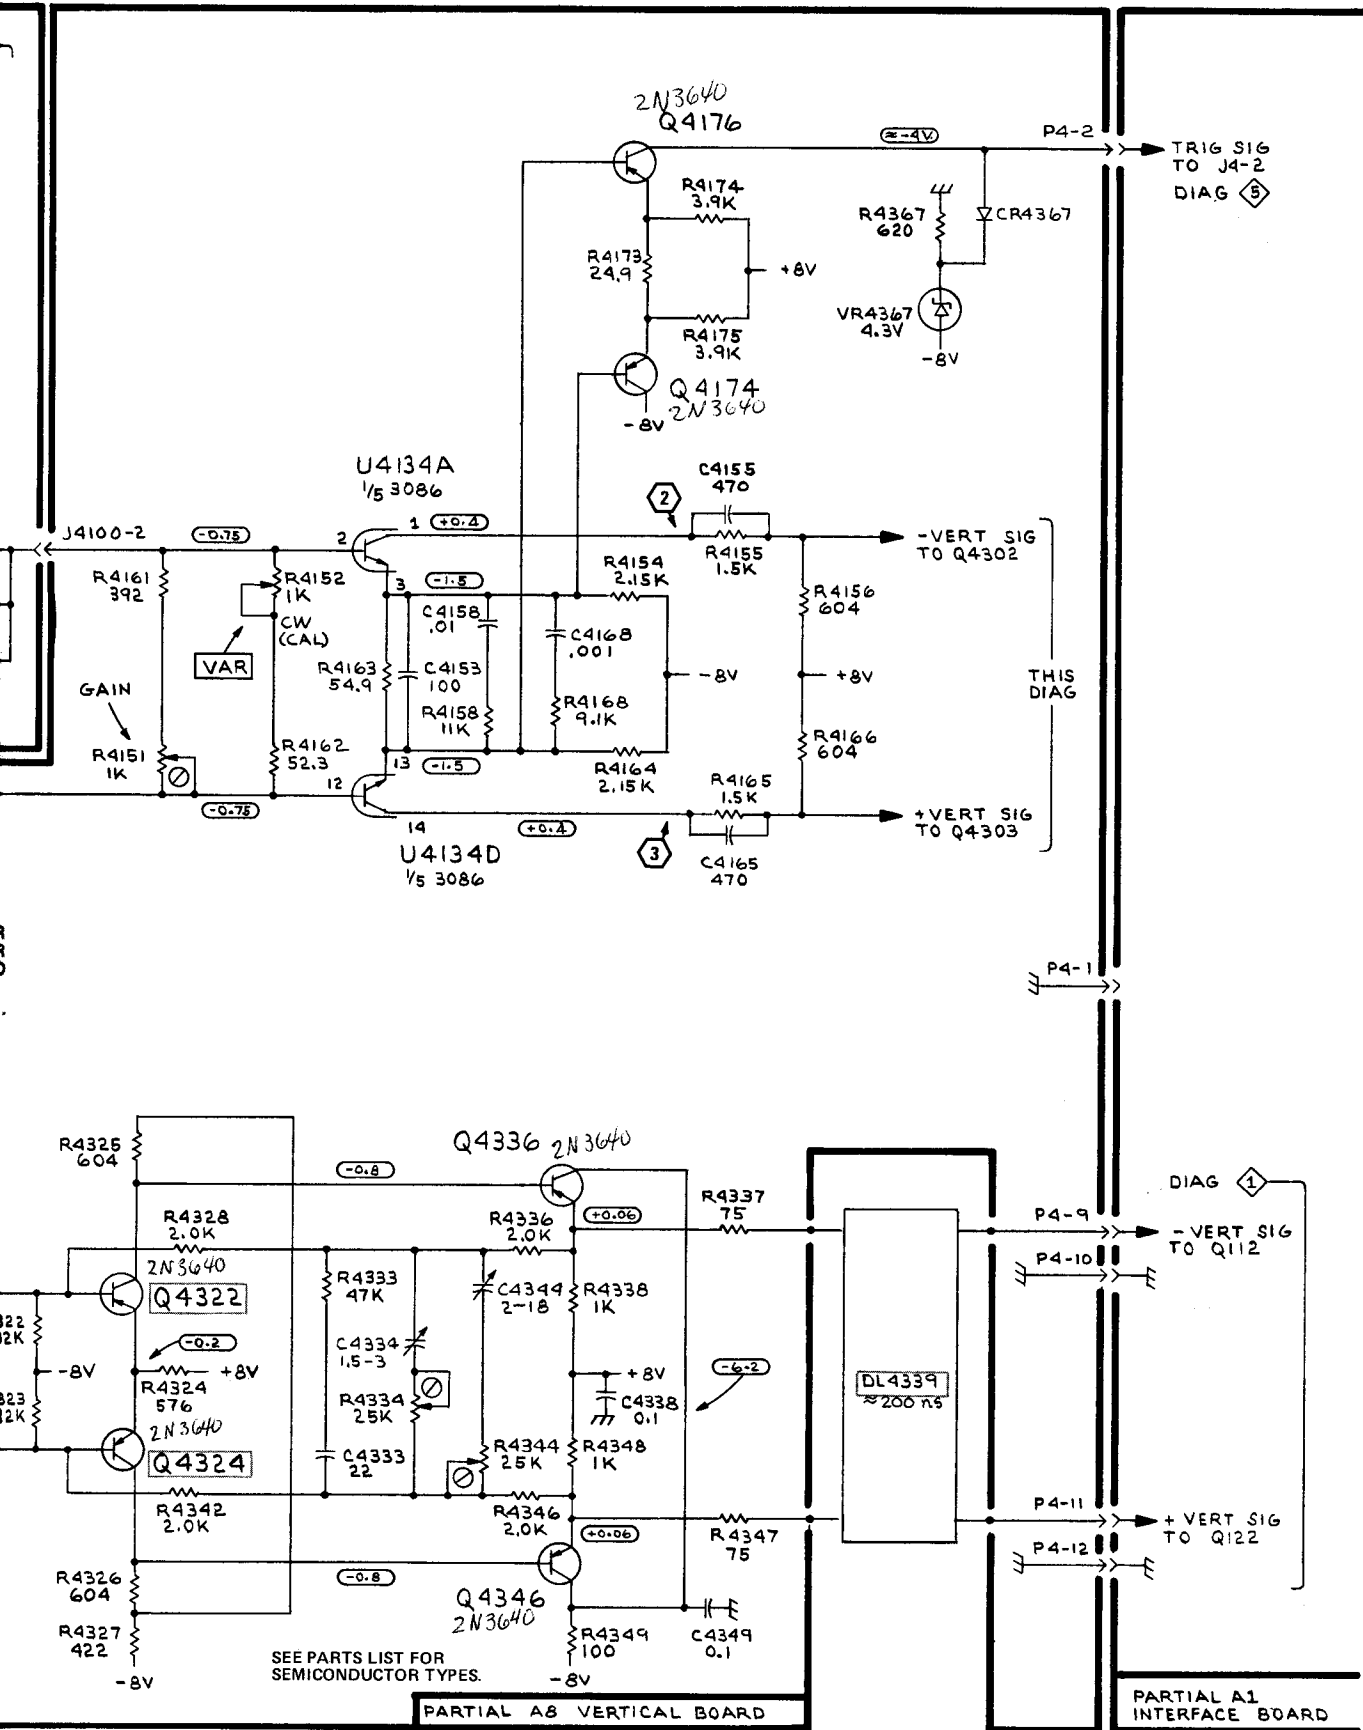 2N3640
Q4176
≈-4V
P4-2
TRIG SIG
TO J4-2
DIAG 5
R4174
3.9K
R4367
620
CR4367
R4173
24.9
+8V
VR4367
4.3V
-8V
R4175
3.9K
Q4174
2N3640
-8V
U4134A
1/5 3086
C4155
470
2
J4100-2
-0.75
2
1
+0.4
R4155
1.5K
-VERT SIG
TO Q4302
R4161
392
R4152
1K
3
-1.5
R4154
2.15K
R4156
604
CW
(CAL)
C4158
.01
C4168
.001
VAR
R4163
54.9
C4153
100
-8V
+8V
THIS
DIAG
GAIN
R4158
11K
R4168
9.1K
R4151
1K
R4162
52.3
13
-1.5
R4164
2.15K
R4166
604
12
R4165
1.5K
-0.75
14
+0.4
3
+VERT SIG
TO Q4303
C4165
470
U4134D
1/5 3086
P4-1
R4325
604
Q4336
2N3640
-0.8
DIAG 1
R4337
75
P4-9
-VERT SIG
TO Q112
R4328
2.0K
R4336
2.0K
+0.06
P4-10
2N3640
Q4322
R4333
47K
C4344
2-18
R4338
1K
322
2K
-0.2
C4334
1.5-3
-8V
+8V
+8V
-6.2
R4324
576
R4334
25K
C4338
0.1
DL4339
≈200 ns
323
2K
2N3640
Q4324
C4333
22
R4344
25K
R4348
1K
R4342
2.0K
R4346
2.0K
+0.06
R4347
75
P4-11
+VERT SIG
TO Q122
P4-12
R4326
604
-0.8
Q4346
2N3640
R4327
422
R4349
100
C4349
0.1
-8V
-8V
SEE PARTS LIST FOR
SEMICONDUCTOR TYPES.
PARTIAL A8 VERTICAL BOARD
PARTIAL A1
INTERFACE BOARD